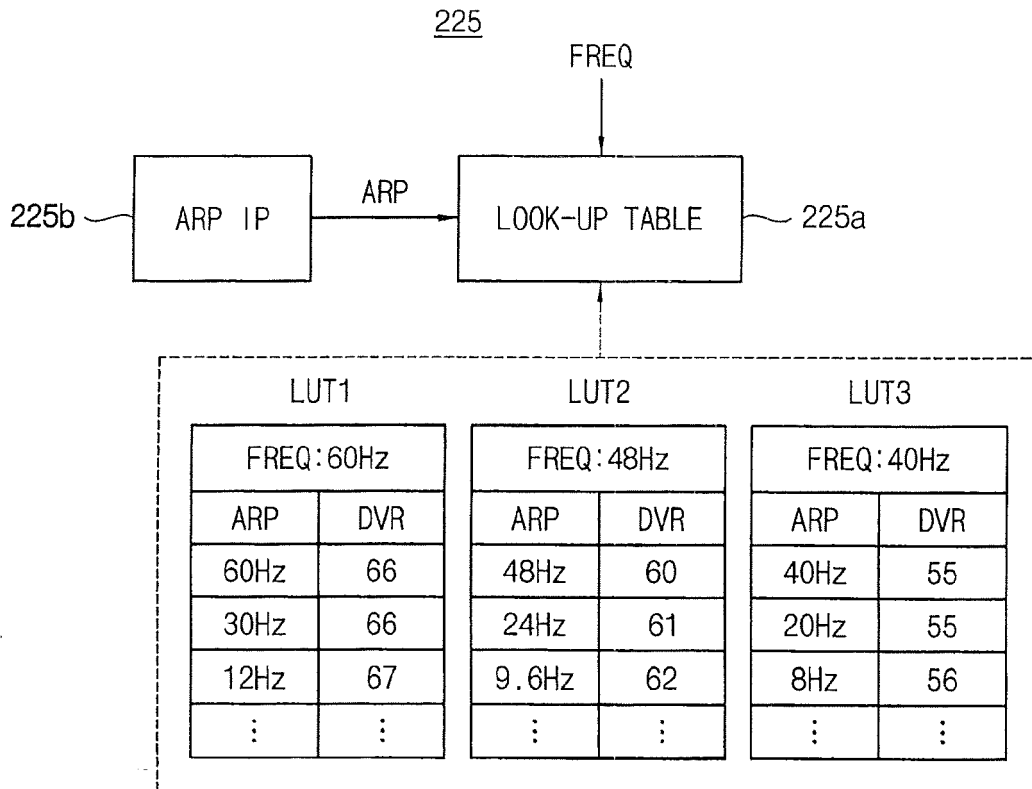 225
FREQ
225b
ARP IP
ARP
LOOK-UP TABLE
225a
LUT1 LUT2 LUT3
FREQ:60Hz FREQ:48Hz FREQ:40Hz
ARP DVR ARP DVR ARP DVR
60Hz 66 48Hz 60 40Hz 55
30Hz 66 24Hz 61 20Hz 55
12Hz 67 9.6Hz 62 8Hz 56
⋮ ⋮ ⋮ ⋮ ⋮ ⋮